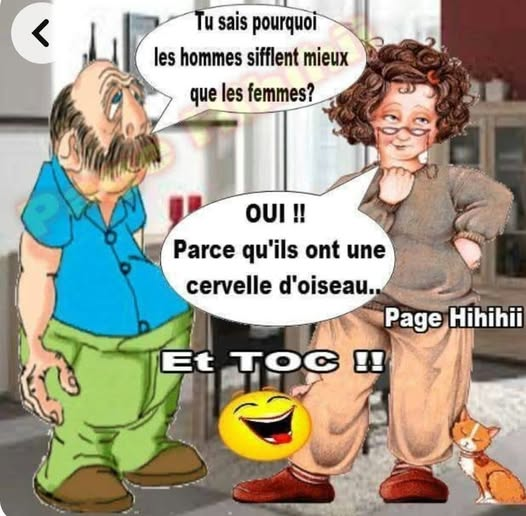 Tu sais pourquoi
les hommes sifflent mieux
que les femmes?
OUI !!
Parce qu'ils ont une
cervelle d'oiseau..
Page Hihihii
Et TOC !!